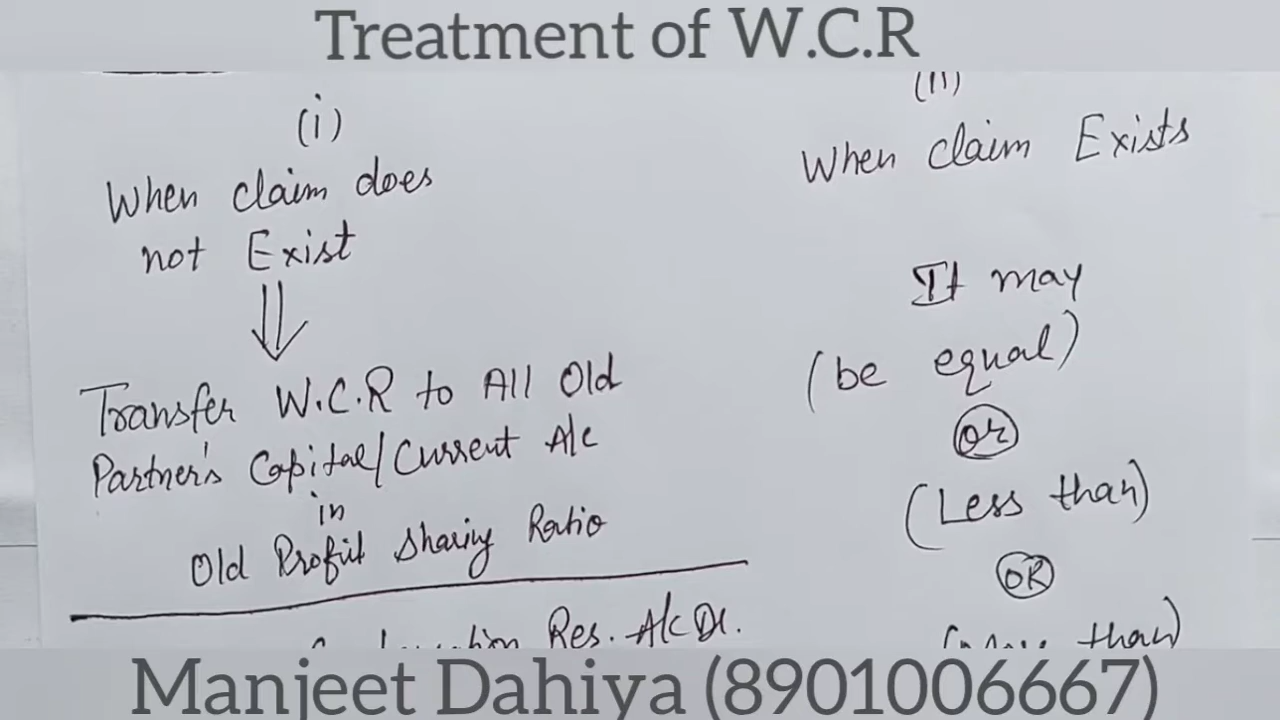 Treatment of W.C.R
(i)
When claim does
not Exist
Transfer W.C.R to All Old
Partner's Capital/Current A/c
in
Old Profit Sharing Ratio
Res. A/c Dr.
(II)
When claim Exists
It may
(be equal)
or
(Less than)
OR
than)
Manjeet Dahiya (8901006667)